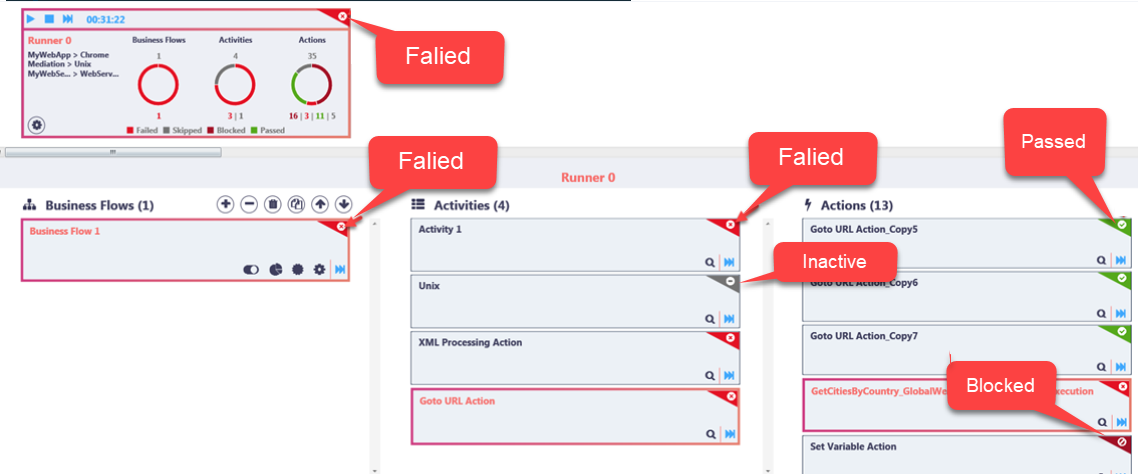 00:31:22
Falied
Runner 0
Business Flows
Activities
Actions
MyWebApp > Chrome
Mediation > Unix
MyWebSe... > WebServ...
1
4
35
1
3 | 1
16 | 3 | 11 | 5
Failed Skipped Blocked Passed
Falied
Falied
Passed
Runner 0
Business Flows (1)
Activities (4)
Actions (13)
Business Flow 1
Activity 1
Goto URL Action_Copy5
Inactive
Unix
Goto URL Action_Copy6
XML Processing Action
Goto URL Action_Copy7
Blocked
Goto URL Action
GetCitiesByCountry_GlobalWe
Set Variable Action